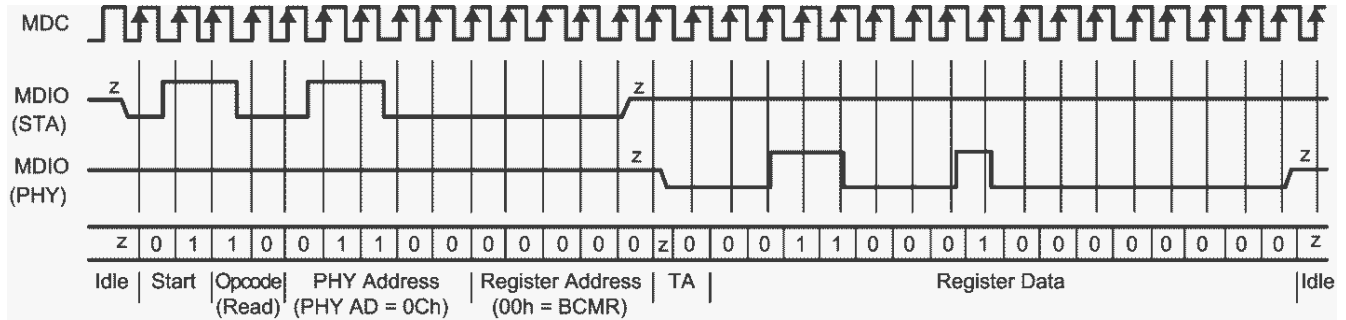 MDC
z z
MDIO
(STA)
z z
MDIO
(PHY)
z 0 1 1 0 0 1 1 0 0 0 0 0 0 0 z 0 0 0 1 1 0 0 0 1 0 0 0 0 0 0 0 0 z
Idle Start Opcode PHY Address Register Address TA Register Data Idle
(Read) (PHY AD = 0Ch) (00h = BCMR)